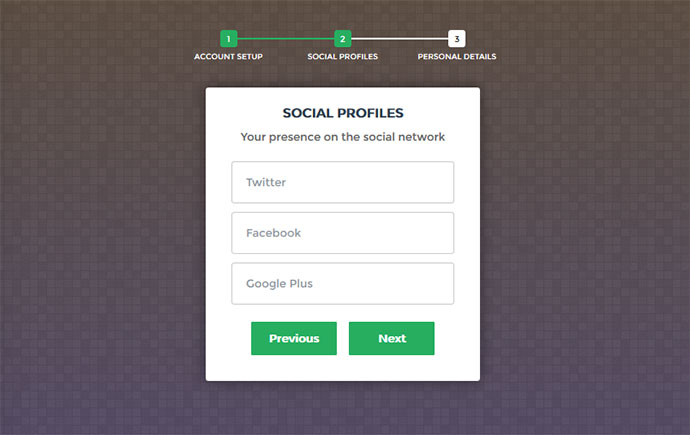 1 2 3
ACCOUNT SETUP SOCIAL PROFILES PERSONAL DETAILS
SOCIAL PROFILES
Your presence on the social network
Twitter
Facebook
Google Plus
Previous Next